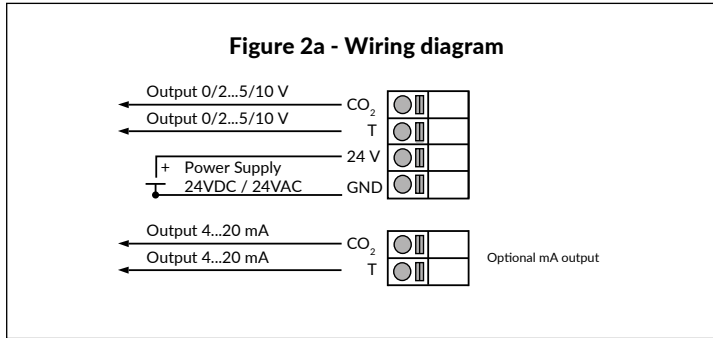 Figure 2a - Wiring diagram
Output 0/2...5/10 V
CO₂
Output 0/2...5/10 V
T
24 V
+ Power Supply
24VDC / 24VAC
GND
Output 4...20 mA
CO₂
Output 4...20 mA
T
Optional mA output